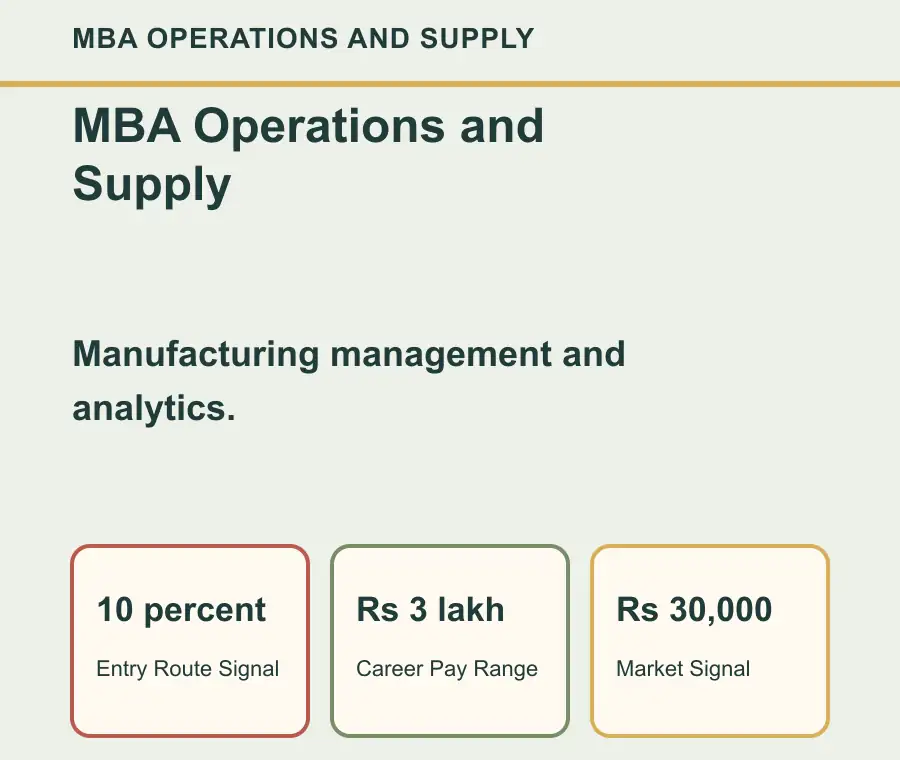 MBA OPERATIONS AND SUPPLY
MBA Operations and
Supply
Manufacturing management and
analytics.
10 percent
Entry Route Signal
Rs 3 lakh
Career Pay Range
Rs 30,000
Market Signal